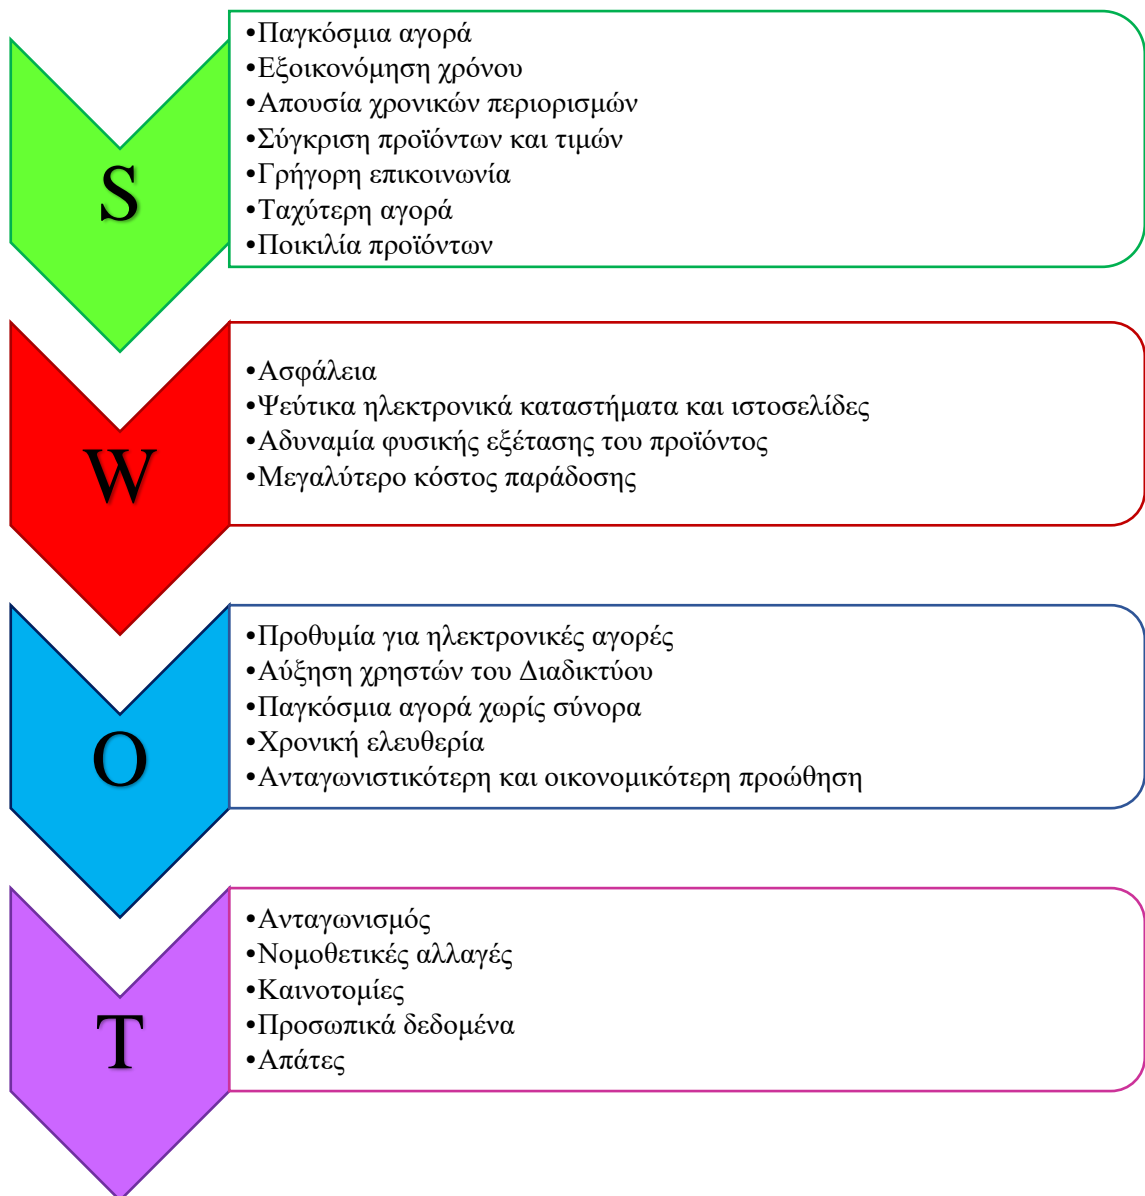 S
•Παγκόσμια αγορά
•Εξοικονόμηση χρόνου
•Απουσία χρονικών περιορισμών
•Σύγκριση προϊόντων και τιμών
•Γρήγορη επικοινωνία
•Ταχύτερη αγορά
•Ποικιλία προϊόντων
W
•Ασφάλεια
•Ψεύτικα ηλεκτρονικά καταστήματα και ιστοσελίδες
•Αδυναμία φυσικής εξέτασης του προϊόντος
•Μεγαλύτερο κόστος παράδοσης
O
•Προθυμία για ηλεκτρονικές αγορές
•Αύξηση χρηστών του Διαδικτύου
•Παγκόσμια αγορά χωρίς σύνορα
•Χρονική ελευθερία
•Ανταγωνιστικότερη και οικονομικότερη προώθηση
T
•Ανταγωνισμός
•Νομοθετικές αλλαγές
•Καινοτομίες
•Προσωπικά δεδομένα
•Απάτες